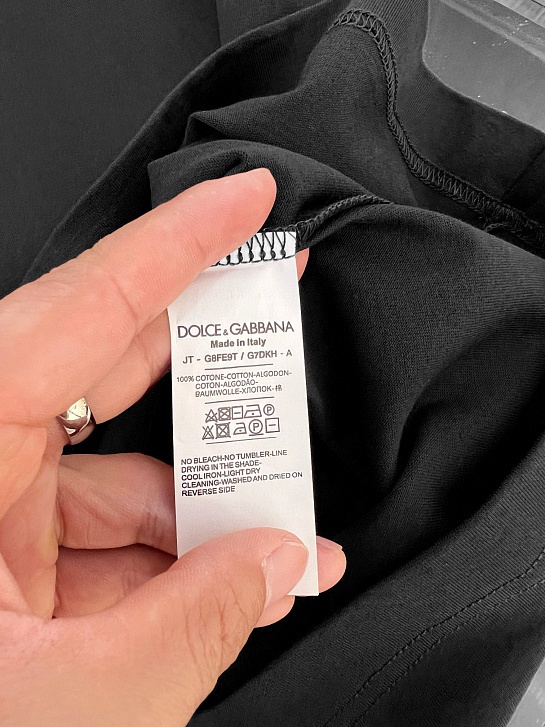 DOLCE&GABBANA
Made in Italy
JT - G8FE9T / G7DKH - A
100% COTONE-COTTON-ALGODON-
COTON-ALGODÃO-
BAUMWOLLE-ХЛОПОК-棉
NO BLEACH-NO TUMBLER-LINE
DRYING IN THE SHADE-
COOL IRON-LIGHT DRY
CLEANING-WASHED AND DRIED ON
REVERSE SIDE